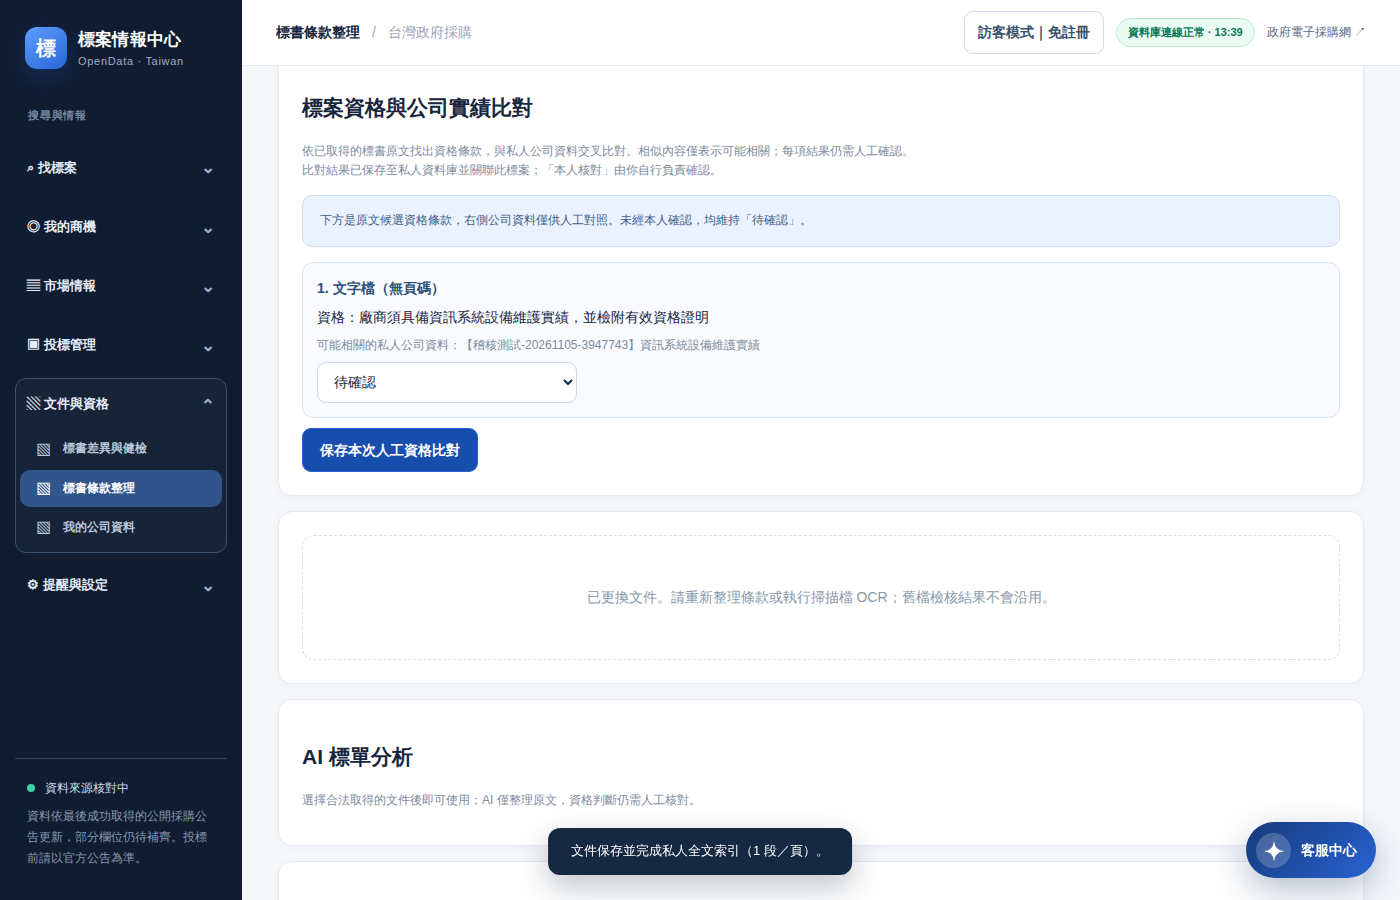 標
標案情報中心
OpenData · Taiwan
搜尋與情報
找標案
我的商機
市場情報
投標管理
文件與資格
標書差異與健檢
標書條款整理
我的公司資料
提醒與設定
資料來源核對中
資料依最後成功取得的公開採購公
告更新，部分欄位仍待補齊。投標
前請以官方公告為準。
標書條款整理 / 台灣政府採購
訪客模式｜免註冊
資料庫連線正常 · 13:39
政府電子採購網 ↗
標案資格與公司實績比對
依已取得的標書原文找出資格條款，與私人公司資料交叉比對。相似內容僅表示可能相關；每項結果仍需人工確認。
比對結果已保存至私人資料庫並關聯此標案；「本人核對」由你自行負責確認。
下方是原文候選資格條款，右側公司資料僅供人工對照。未經本人確認，均維持「待確認」。
1. 文字檔（無頁碼）
資格：廠商須具備資訊系統設備維護實績，並檢附有效資格證明
可能相關的私人公司資料：【稽核測試-20261105-3947743】資訊系統設備維護實績
待確認
保存本次人工資格比對
已更換文件。請重新整理條款或執行掃描檔 OCR；舊檔檢核結果不會沿用。
AI 標單分析
選擇合法取得的文件後即可使用；AI 僅整理原文，資格判斷仍需人工核對。
文件保存並完成私人全文索引（1 段／頁）。
客服中心